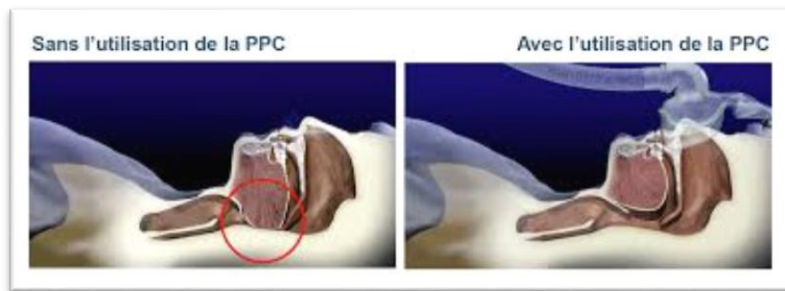 Sans l'utilisation de la PPC
Avec l'utilisation de la PPC